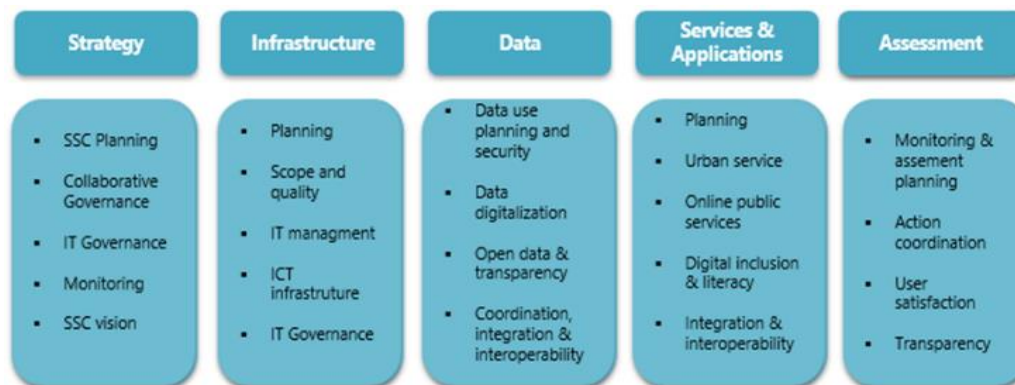 Strategy
Infrastructure
Data
Services &
Applications
Assessment
SSC Planning
Collaborative
Governance
IT Governance
Monitoring
SSC vision
Planning
Scope and
quality
IT managment
ICT
infrastruture
IT Governance
Data use
planning and
security
Data
digitalization
Open data &
transparency
Coordination,
integration &
interoperability
Planning
Urban service
Online public
services
Digital inclusion
& literacy
Integration &
interoperability
Monitoring &
assement
planning
Action
coordination
User
satisfaction
Transparency